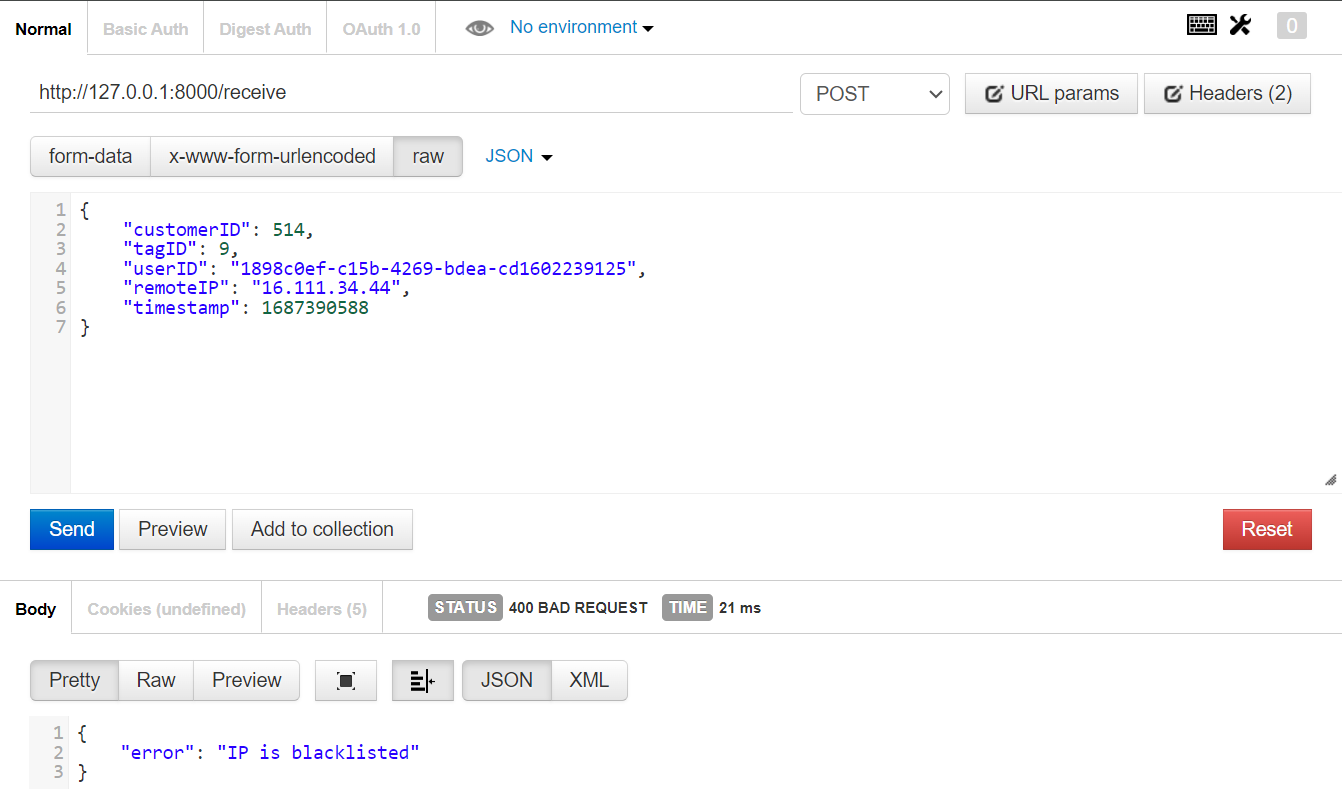 Normal Basic Auth Digest Auth OAuth 1.0 No environment 0
http://127.0.0.1:8000/receive POST URL params Headers (2)
form-data x-www-form-urlencoded raw JSON
1 {
2 "customerID": 514,
3 "tagID": 9,
4 "userID": "1898c0ef-c15b-4269-bdea-cd1602239125",
5 "remoteIP": "16.111.34.44",
6 "timestamp": 1687390588
7 }
Send Preview Add to collection Reset
Body Cookies (undefined) Headers (5) STATUS 400 BAD REQUEST TIME 21 ms
Pretty Raw Preview JSON XML
1 {
2 "error": "IP is blacklisted"
3 }